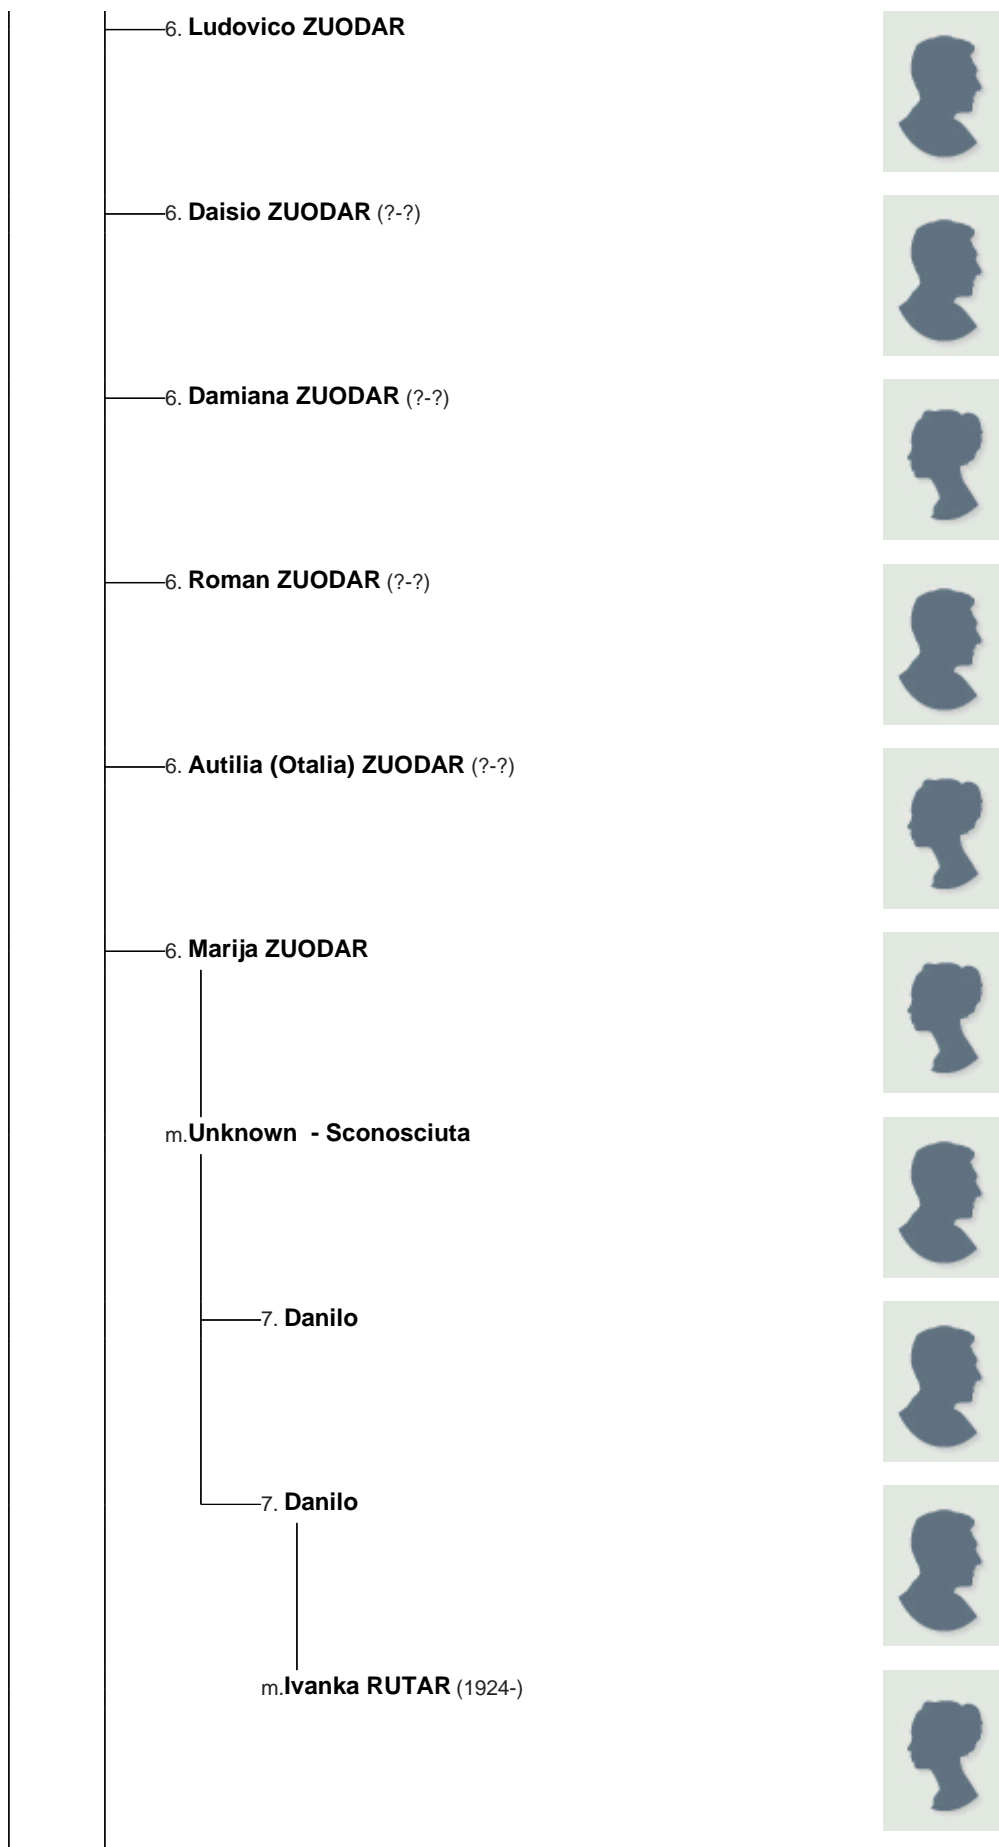 6. Ludovico ZUODAR
6. Daisio ZUODAR (?-?)
6. Damiana ZUODAR (?-?)
6. Roman ZUODAR (?-?)
6. Autilia (Otalia) ZUODAR (?-?)
6. Marija ZUODAR
m.Unknown - Sconosciuta
7. Danilo
7. Danilo
m.Ivanka RUTAR (1924-)